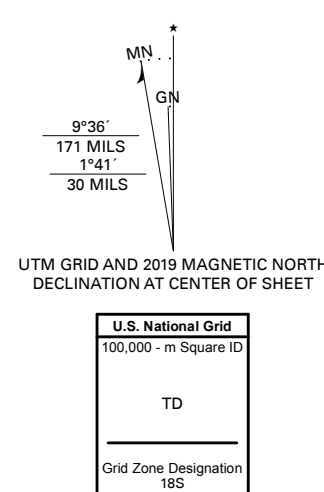 ★
MN
GN
9°36´
171 MILS
1°41´
30 MILS
UTM GRID AND 2019 MAGNETIC NORTH
DECLINATION AT CENTER OF SHEET
U.S. National Grid
100,000 - m Square ID
TD
Grid Zone Designation
18S